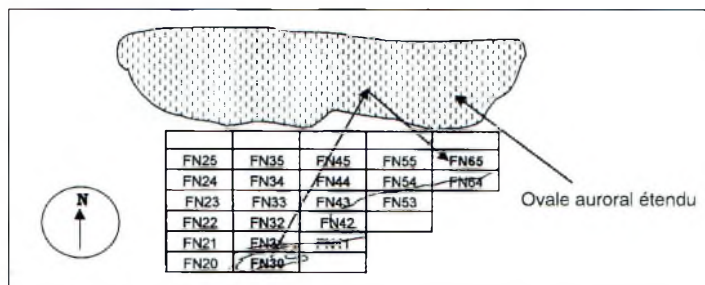 FN25 FN35 FN45 FN55 FN65
FN24 FN34 FN44 FN54 FN64
FN23 FN33 FN43 FN53
Ovale auroral étendu
N
FN22 FN32 FN42
FN21 FN31 FN41
FN20 FN30